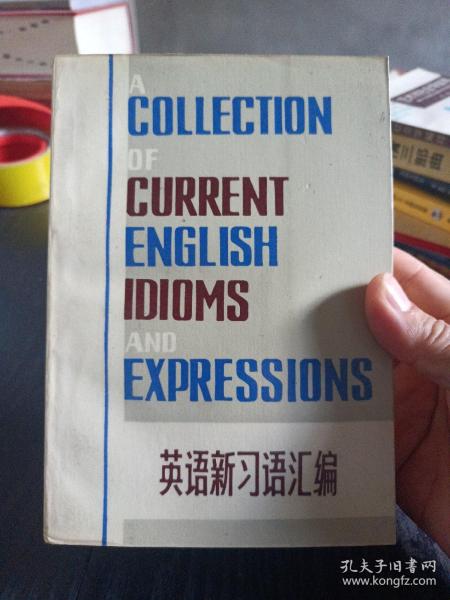 A
COLLECTION
OF
CURRENT
ENGLISH
IDIOMS
AND
EXPRESSIONS
英语新习语汇编
孔夫子旧书网
www.kongfz.com